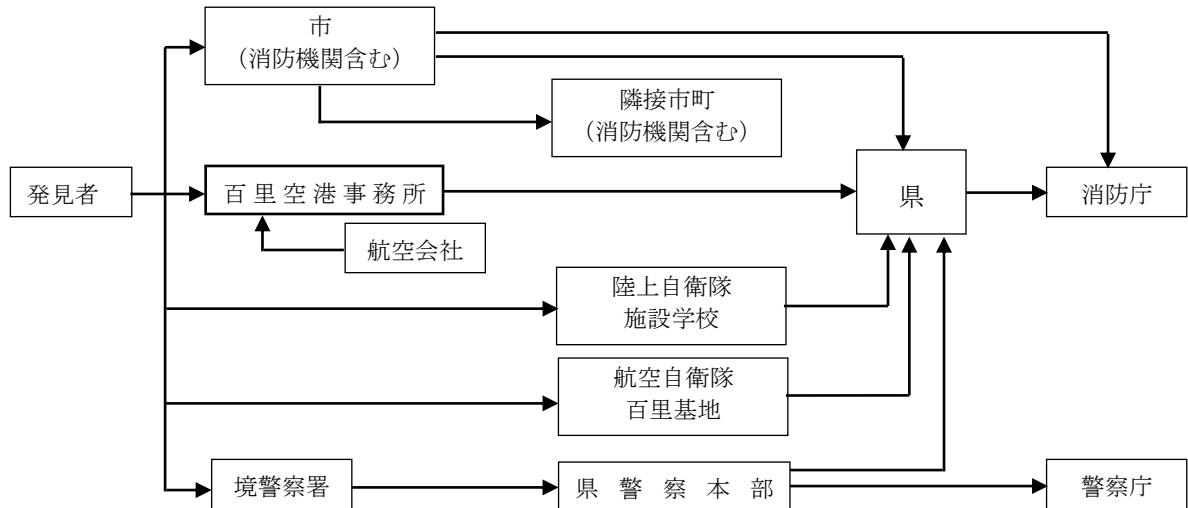 市
（消防機関含む）
隣接市町
（消防機関含む）
発見者
百里空港事務所
県
消防庁
航空会社
陸上自衛隊
施設学校
航空自衛隊
百里基地
境警察署
県警察本部
警察庁